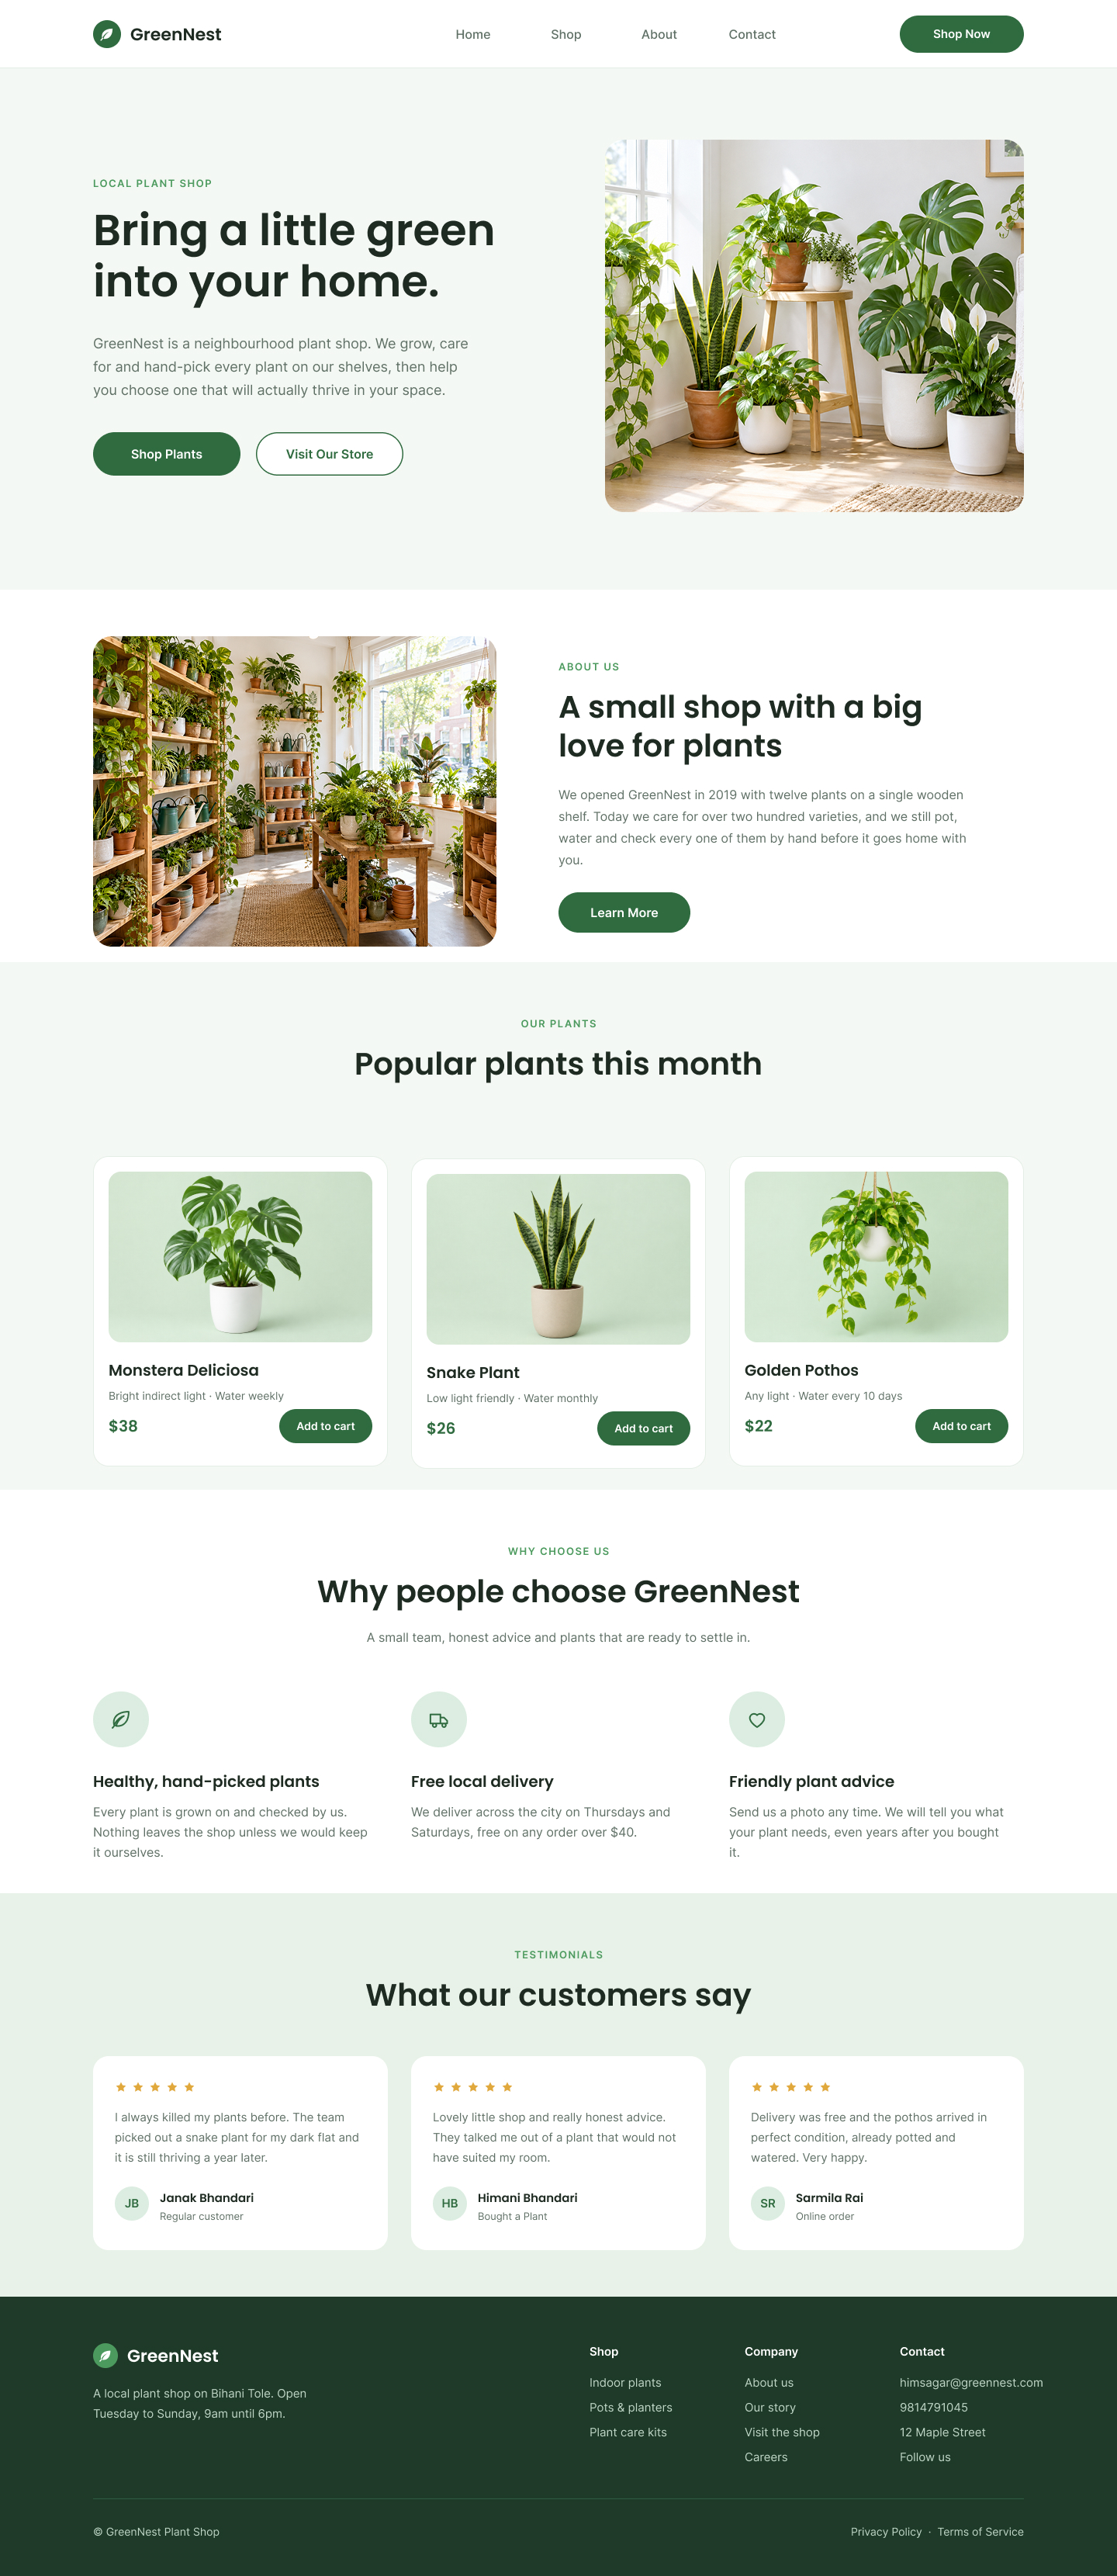 GreenNest
Home
Shop
About
Contact
Shop Now
LOCAL PLANT SHOP
Bring a little green
into your home.
GreenNest is a neighbourhood plant shop. We grow, care
for and hand-pick every plant on our shelves, then help
you choose one that will actually thrive in your space.
Shop Plants
Visit Our Store
ABOUT US
A small shop with a big
love for plants
We opened GreenNest in 2019 with twelve plants on a single wooden
shelf. Today we care for over two hundred varieties, and we still pot,
water and check every one of them by hand before it goes home with
you.
Learn More
OUR PLANTS
Popular plants this month
Monstera Deliciosa
Bright indirect light · Water weekly
$38
Add to cart
Snake Plant
Low light friendly · Water monthly
$26
Add to cart
Golden Pothos
Any light · Water every 10 days
$22
Add to cart
WHY CHOOSE US
Why people choose GreenNest
A small team, honest advice and plants that are ready to settle in.
Healthy, hand-picked plants
Every plant is grown on and checked by us.
Nothing leaves the shop unless we would keep
it ourselves.
Free local delivery
We deliver across the city on Thursdays and
Saturdays, free on any order over $40.
Friendly plant advice
Send us a photo any time. We will tell you what
your plant needs, even years after you bought
it.
TESTIMONIALS
What our customers say
I always killed my plants before. The team
picked out a snake plant for my dark flat and
it is still thriving a year later.
JB
Janak Bhandari
Regular customer
Lovely little shop and really honest advice.
They talked me out of a plant that would not
have suited my room.
HB
Himani Bhandari
Bought a Plant
Delivery was free and the pothos arrived in
perfect condition, already potted and
watered. Very happy.
SR
Sarmila Rai
Online order
GreenNest
A local plant shop on Bihani Tole. Open
Tuesday to Sunday, 9am until 6pm.
Shop
Indoor plants
Pots & planters
Plant care kits
Company
About us
Our story
Visit the shop
Careers
Contact
himsagar@greennest.com
9814791045
12 Maple Street
Follow us
© GreenNest Plant Shop
Privacy Policy · Terms of Service